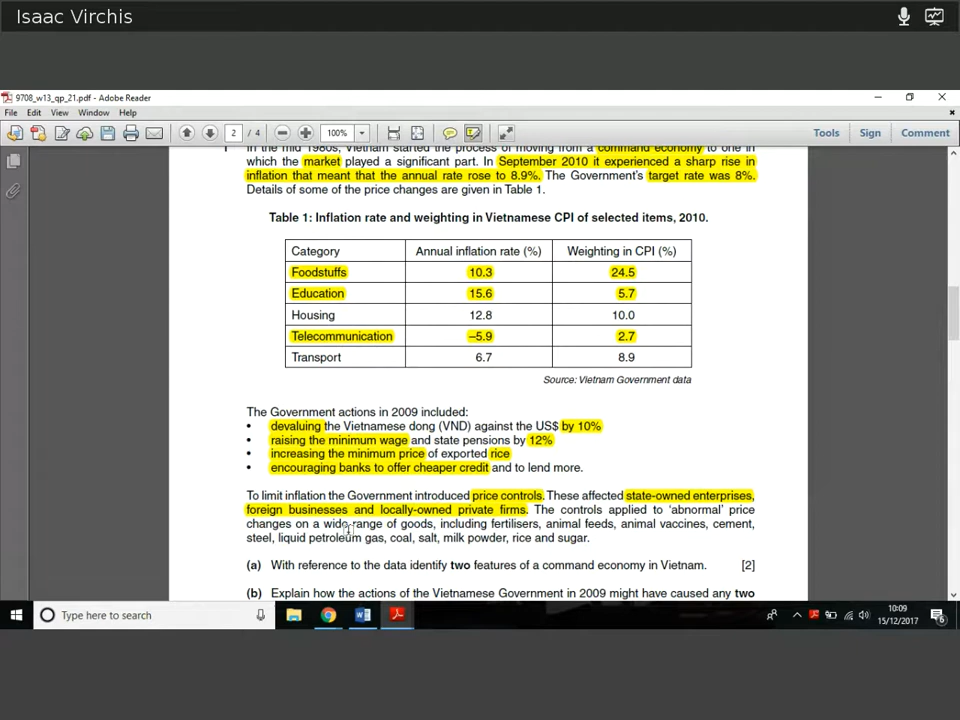 Isaac Virchis
9708_w13_qp_21.pdf - Adobe Reader
File Edit View Window Help
2 / 4 100% Tools Sign Comment
1 In the mid 1980s, Vietnam started the process of moving from a command economy to one in
which the market played a significant part. In September 2010 it experienced a sharp rise in
inflation that meant that the annual rate rose to 8.9%. The Government's target rate was 8%.
Details of some of the price changes are given in Table 1.
Table 1: Inflation rate and weighting in Vietnamese CPI of selected items, 2010.
Category Annual inflation rate (%) Weighting in CPI (%)
Foodstuffs 10.3 24.5
Education 15.6 5.7
Housing 12.8 10.0
Telecommunication –5.9 2.7
Transport 6.7 8.9
Source: Vietnam Government data
The Government actions in 2009 included:
• devaluing the Vietnamese dong (VND) against the US$ by 10%
• raising the minimum wage and state pensions by 12%
• increasing the minimum price of exported rice
• encouraging banks to offer cheaper credit and to lend more.
To limit inflation the Government introduced price controls. These affected state-owned enterprises,
foreign businesses and locally-owned private firms. The controls applied to 'abnormal' price
changes on a wide range of goods, including fertilisers, animal feeds, animal vaccines, cement,
steel, liquid petroleum gas, coal, salt, milk powder, rice and sugar.
(a) With reference to the data identify two features of a command economy in Vietnam. [2]
(b) Explain how the actions of the Vietnamese Government in 2009 might have caused any two
Type here to search
10:09
15/12/2017
6